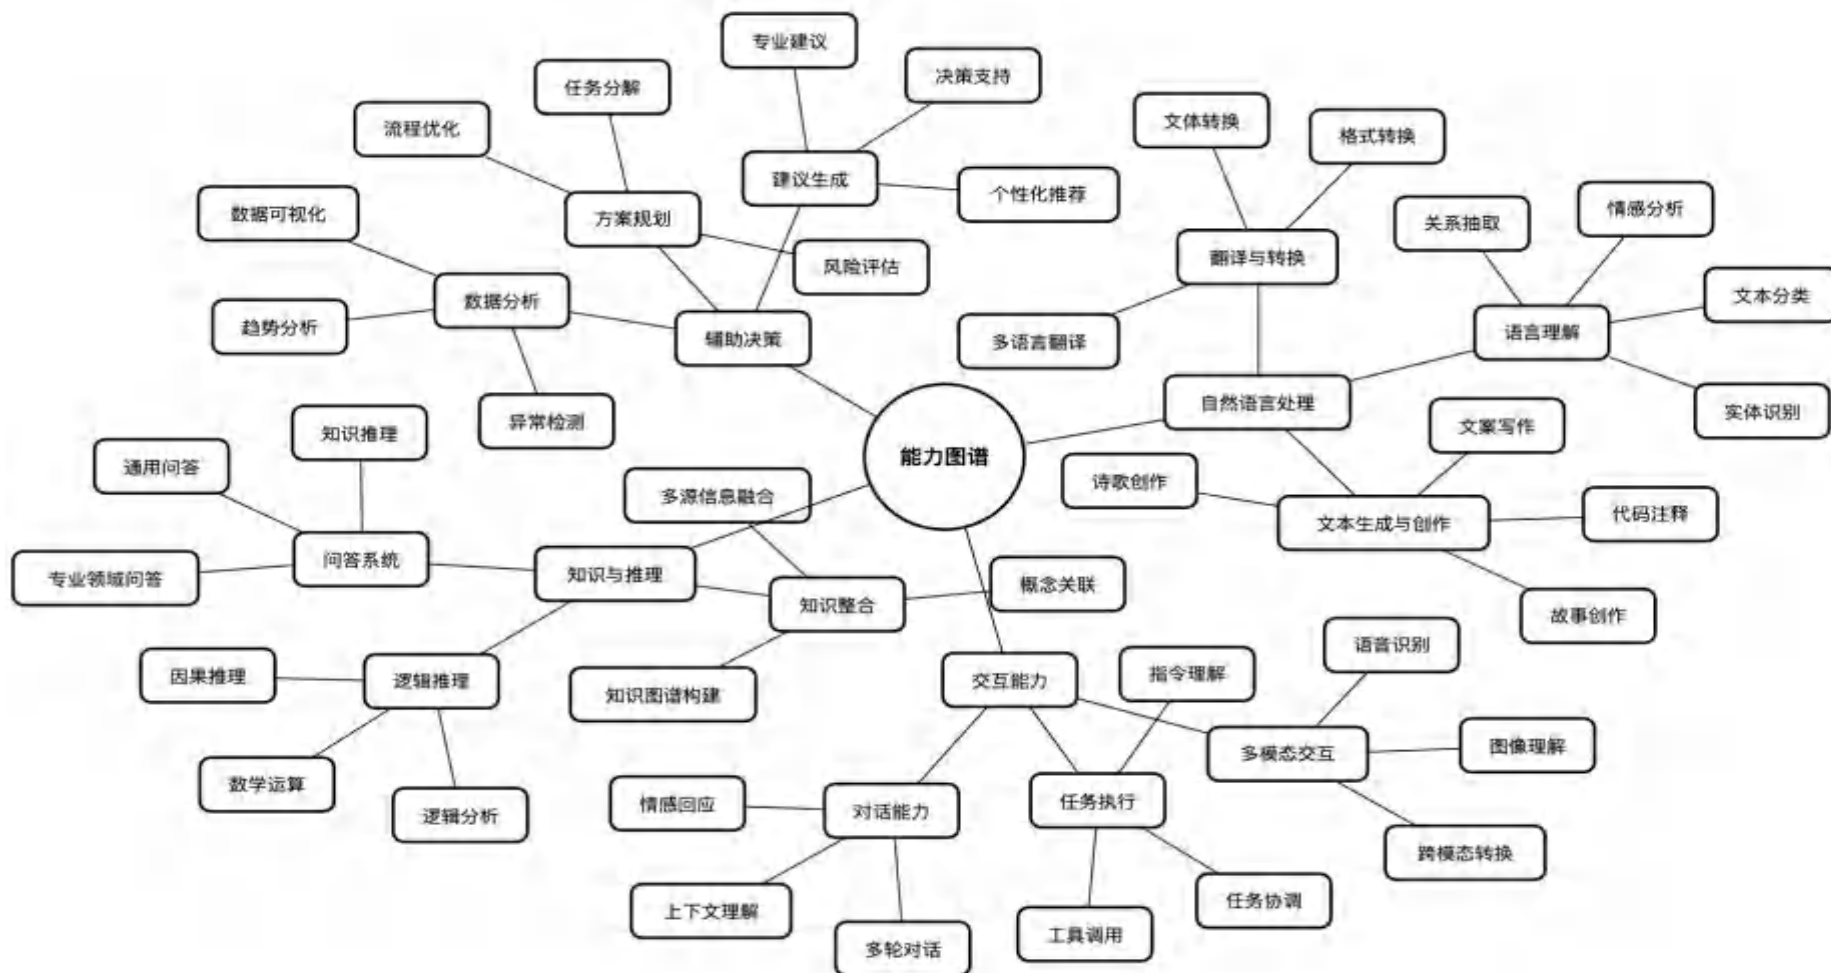 专业建议
决策支持
任务分解
流程优化
文体转换
格式转换
建议生成
个性化推荐
数据可视化
方案规划
关系抽取
情感分析
风险评估
翻译与转换
数据分析
文本分类
趋势分析
辅助决策
多语言翻译
语言理解
自然语言处理
实体识别
异常检测
知识推理
文案写作
通用问答
能力图谱
多源信息融合
诗歌创作
文本生成与创作
代码注释
问答系统
专业领域问答
知识与推理
知识整合
概念关联
故事创作
因果推理
逻辑推理
知识图谱构建
交互能力
指令理解
语音识别
多模态交互
图像理解
数学运算
逻辑分析
情感回应
对话能力
任务执行
跨模态转换
上下文理解
多轮对话
工具调用
任务协调